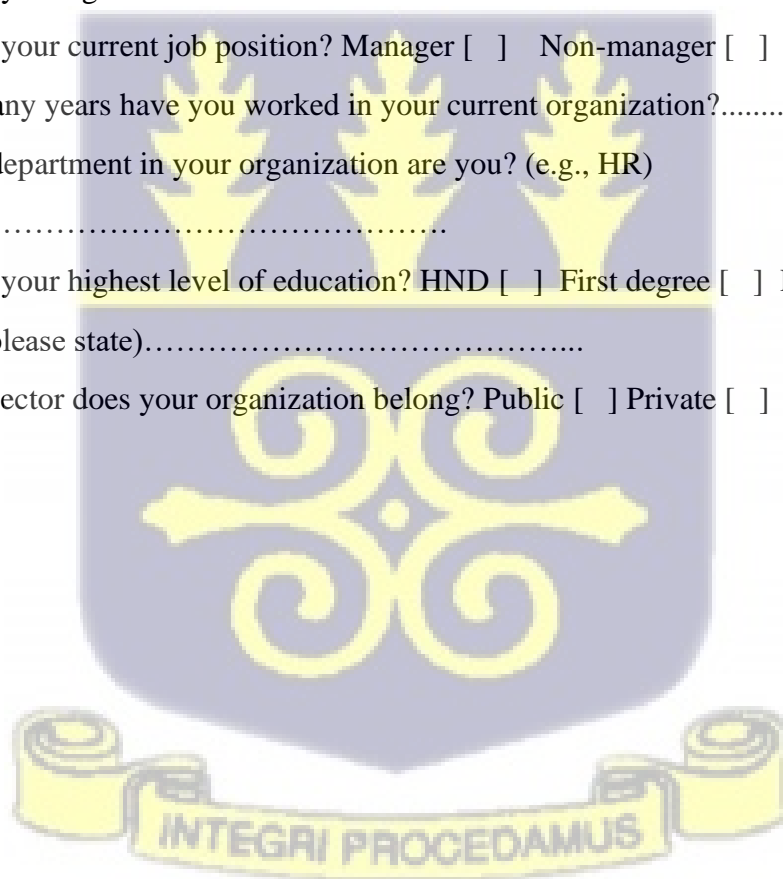 your current job position? Manager [ ] Non-manager [ ]
any years have you worked in your current organization?........
department in your organization are you? (e.g., HR)
……………………………………..
your highest level of education? HND [ ] First degree [ ]
please state)…………………………………...
sector does your organization belong? Public [ ] Private [ ]
INTEGRI PROCEDAMUS